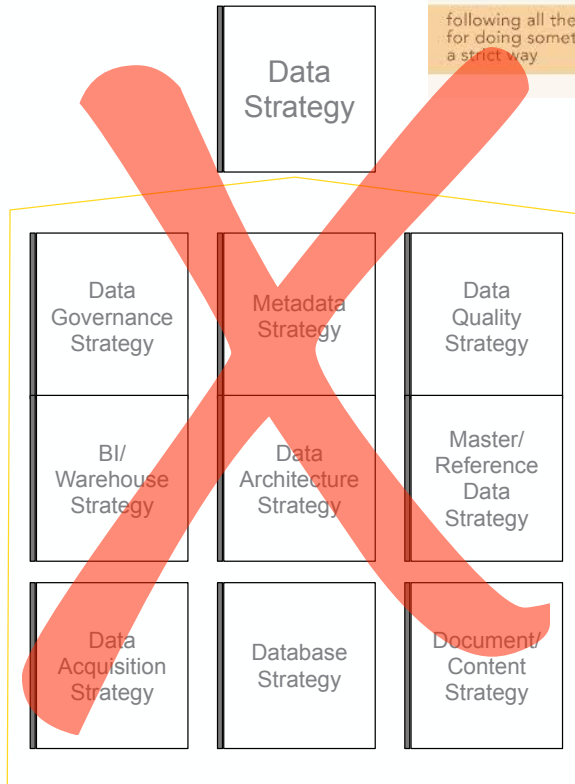 following all the
for doing somet
a strict way
Data
Strategy
Data
Governance
Strategy
Metadata
Strategy
Data
Quality
Strategy
BI/
Warehouse
Strategy
Data
Architecture
Strategy
Master/
Reference
Data
Strategy
Data
Acquisition
Strategy
Database
Strategy
Document/
Content
Strategy